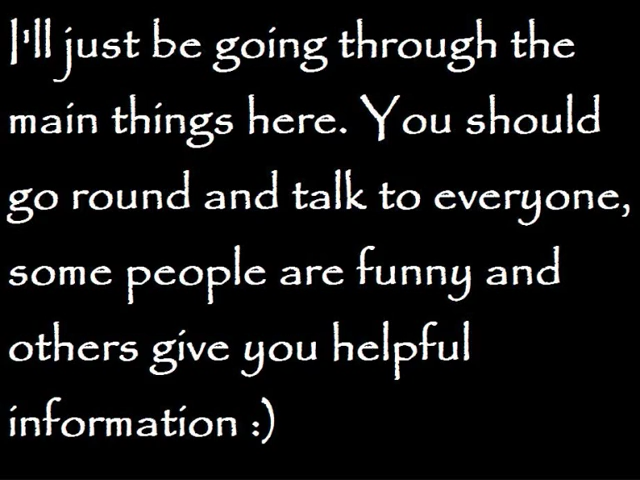 I'll just be going through the
main things here. You should
go round and talk to everyone,
some people are funny and
others give you helpful
information :)